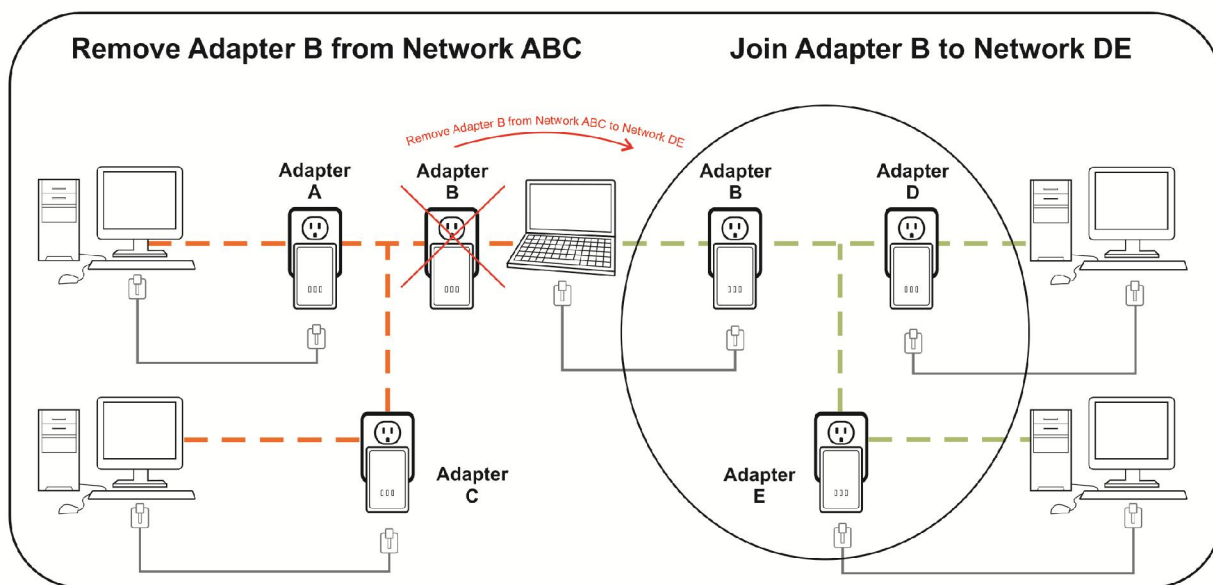 Remove Adapter B from Network ABC
Join Adapter B to Network DE
Remove Adapter B from Network ABC to Network DE
Adapter
A
Adapter
B
Adapter
B
Adapter
D
Adapter
C
Adapter
E